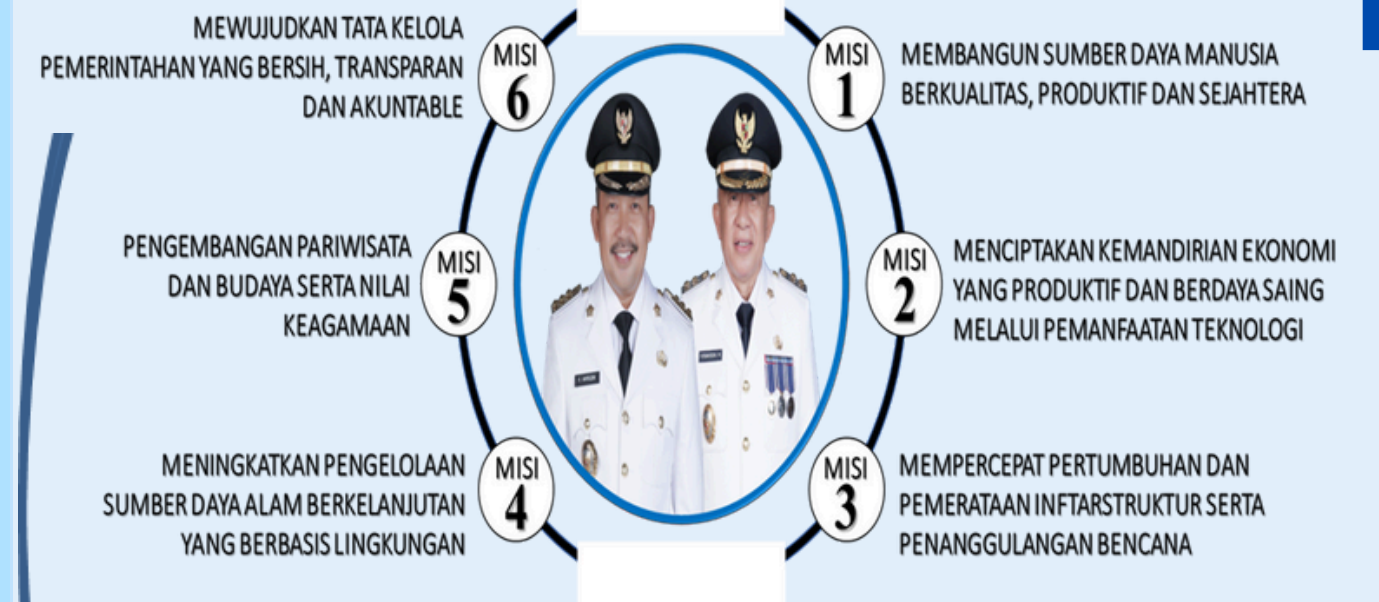 MISI
1
MEMBANGUN SUMBER DAYA MANUSIA
BERKUALITAS, PRODUKTIF DAN SEJAHTERA
MISI
2
MENCIPTAKAN KEMANDIRIAN EKONOMI
YANG PRODUKTIF DAN BERDAYA SAING
MELALUI PEMANFAATAN TEKNOLOGI
MISI
3
MEMPERCEPAT PERTUMBUHAN DAN
PEMERATAAN INFTARSTRUKTUR SERTA
PENANGGULANGAN BENCANA
MISI
4
MENINGKATKAN PENGELOLAAN
SUMBER DAYA ALAM BERKELANJUTAN
YANG BERBASIS LINGKUNGAN
MISI
5
PENGEMBANGAN PARIWISATA
DAN BUDAYA SERTA NILAI
KEAGAMAAN
MISI
6
MEWUJUDKAN TATA KELOLA
PEMERINTAHAN YANG BERSIH, TRANSPARAN
DAN AKUNTABLE